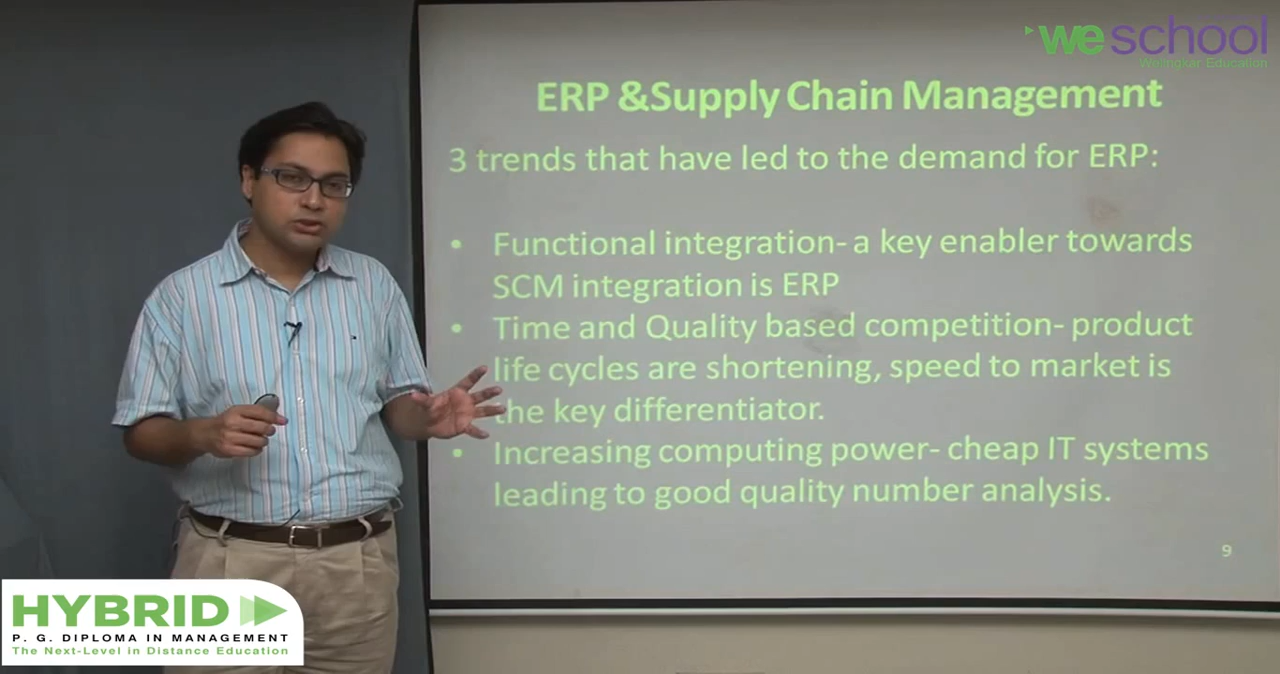 we school
Welingkar Education
ERP &Supply Chain Management
3 trends that have led to the demand for ERP:
• Functional integration- a key enabler towards
SCM integration is ERP
• Time and Quality based competition- product
life cycles are shortening, speed to market is
the key differentiator.
• Increasing computing power- cheap IT systems
leading to good quality number analysis.
9
HYBRID
P. G. DIPLOMA IN MANAGEMENT
The Next-Level in Distance Education